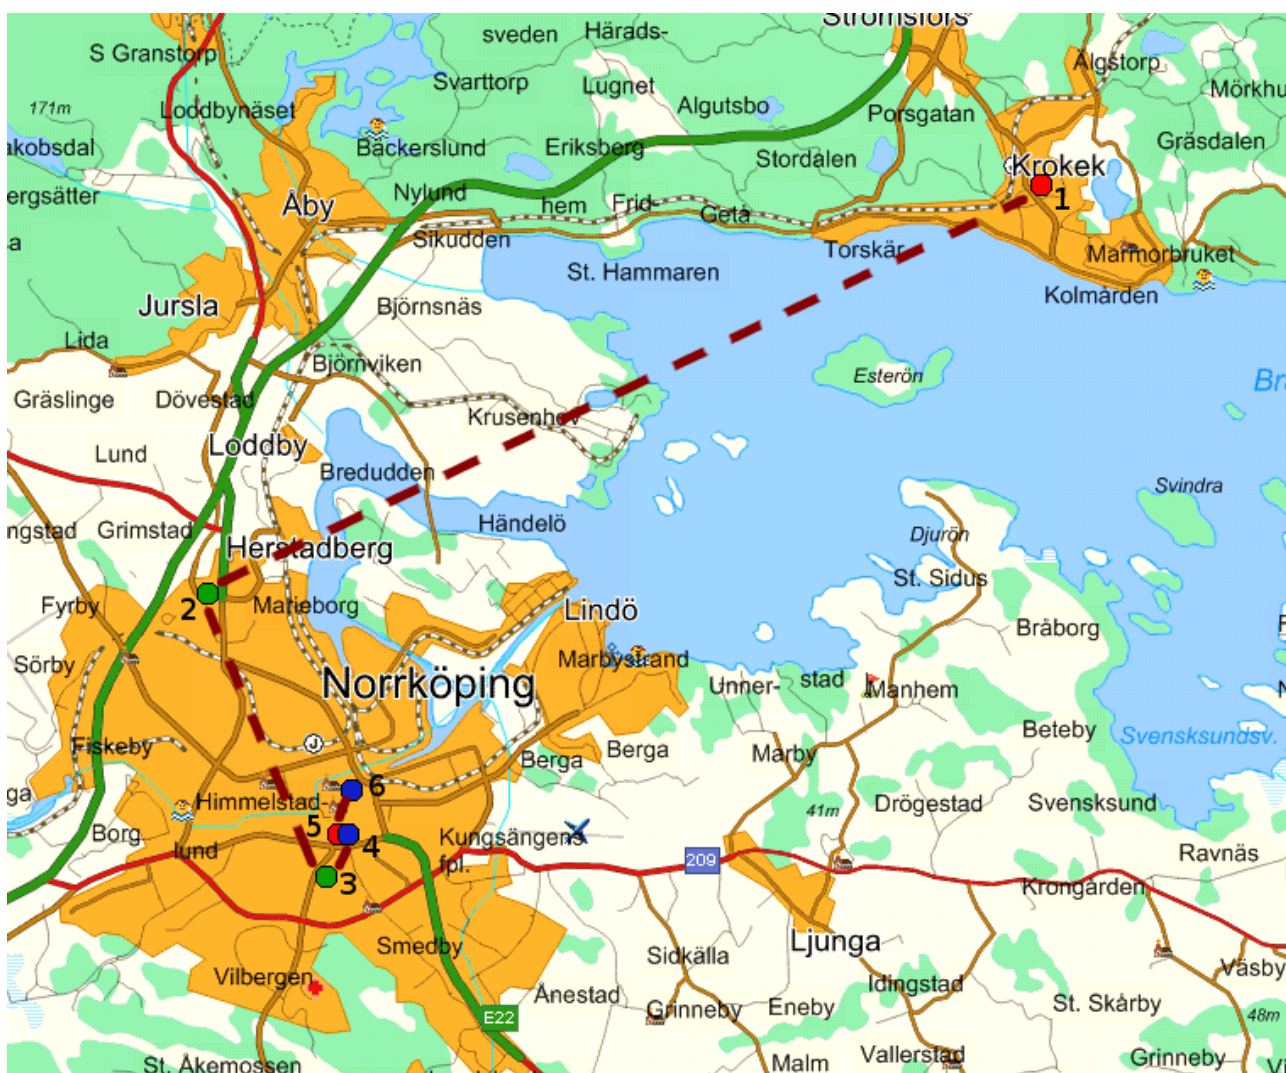 Strömsfors
sveden
Härads-
S Granstorp
Älgstorp
Svarttorp
Lugnet
Mörkhu
171m
Loddbynäset
Algutsbo
Porsgatan
akobsdal
Bäckerslund
Eriksberg
Stordalen
Gräsdalen
Krokek
ergsätter
Nylund
hem
Frid-
Getå
1
Åby
Sikudden
Torskär
Marmorbruket
St. Hammaren
Kolmården
Jursla
Björnsnäs
Lida
Björnviken
Esterön
Br
Gräslinge
Dövestad
Krusenhov
Loddby
Lund
Bredudden
Svindra
ngstad
Grimstad
Händelö
Djurön
Herstadberg
St. Sidus
Fyrby
2
Marieborg
Lindö
Bråborg
Sörby
Marbystrand
Norrköping
Unner-
stad
Manhem
Beteby
Svensksundsv.
Fiskeby
J
Berga
Berga
Marby
6
ga
Himmelstad-
lund
41m
Drögestad
Svensksund
Borg
5
4
Kungsängens
fpl.
209
Ravnäs
3
Krongården
Smedby
Ljunga
Sidkälla
Vilbergen
Idingstad
Väsby
Ånestad
Grinneby
Eneby
St. Skårby
48m
E22
St. Åkemossen
Malm
Vallerstad
Grinneby